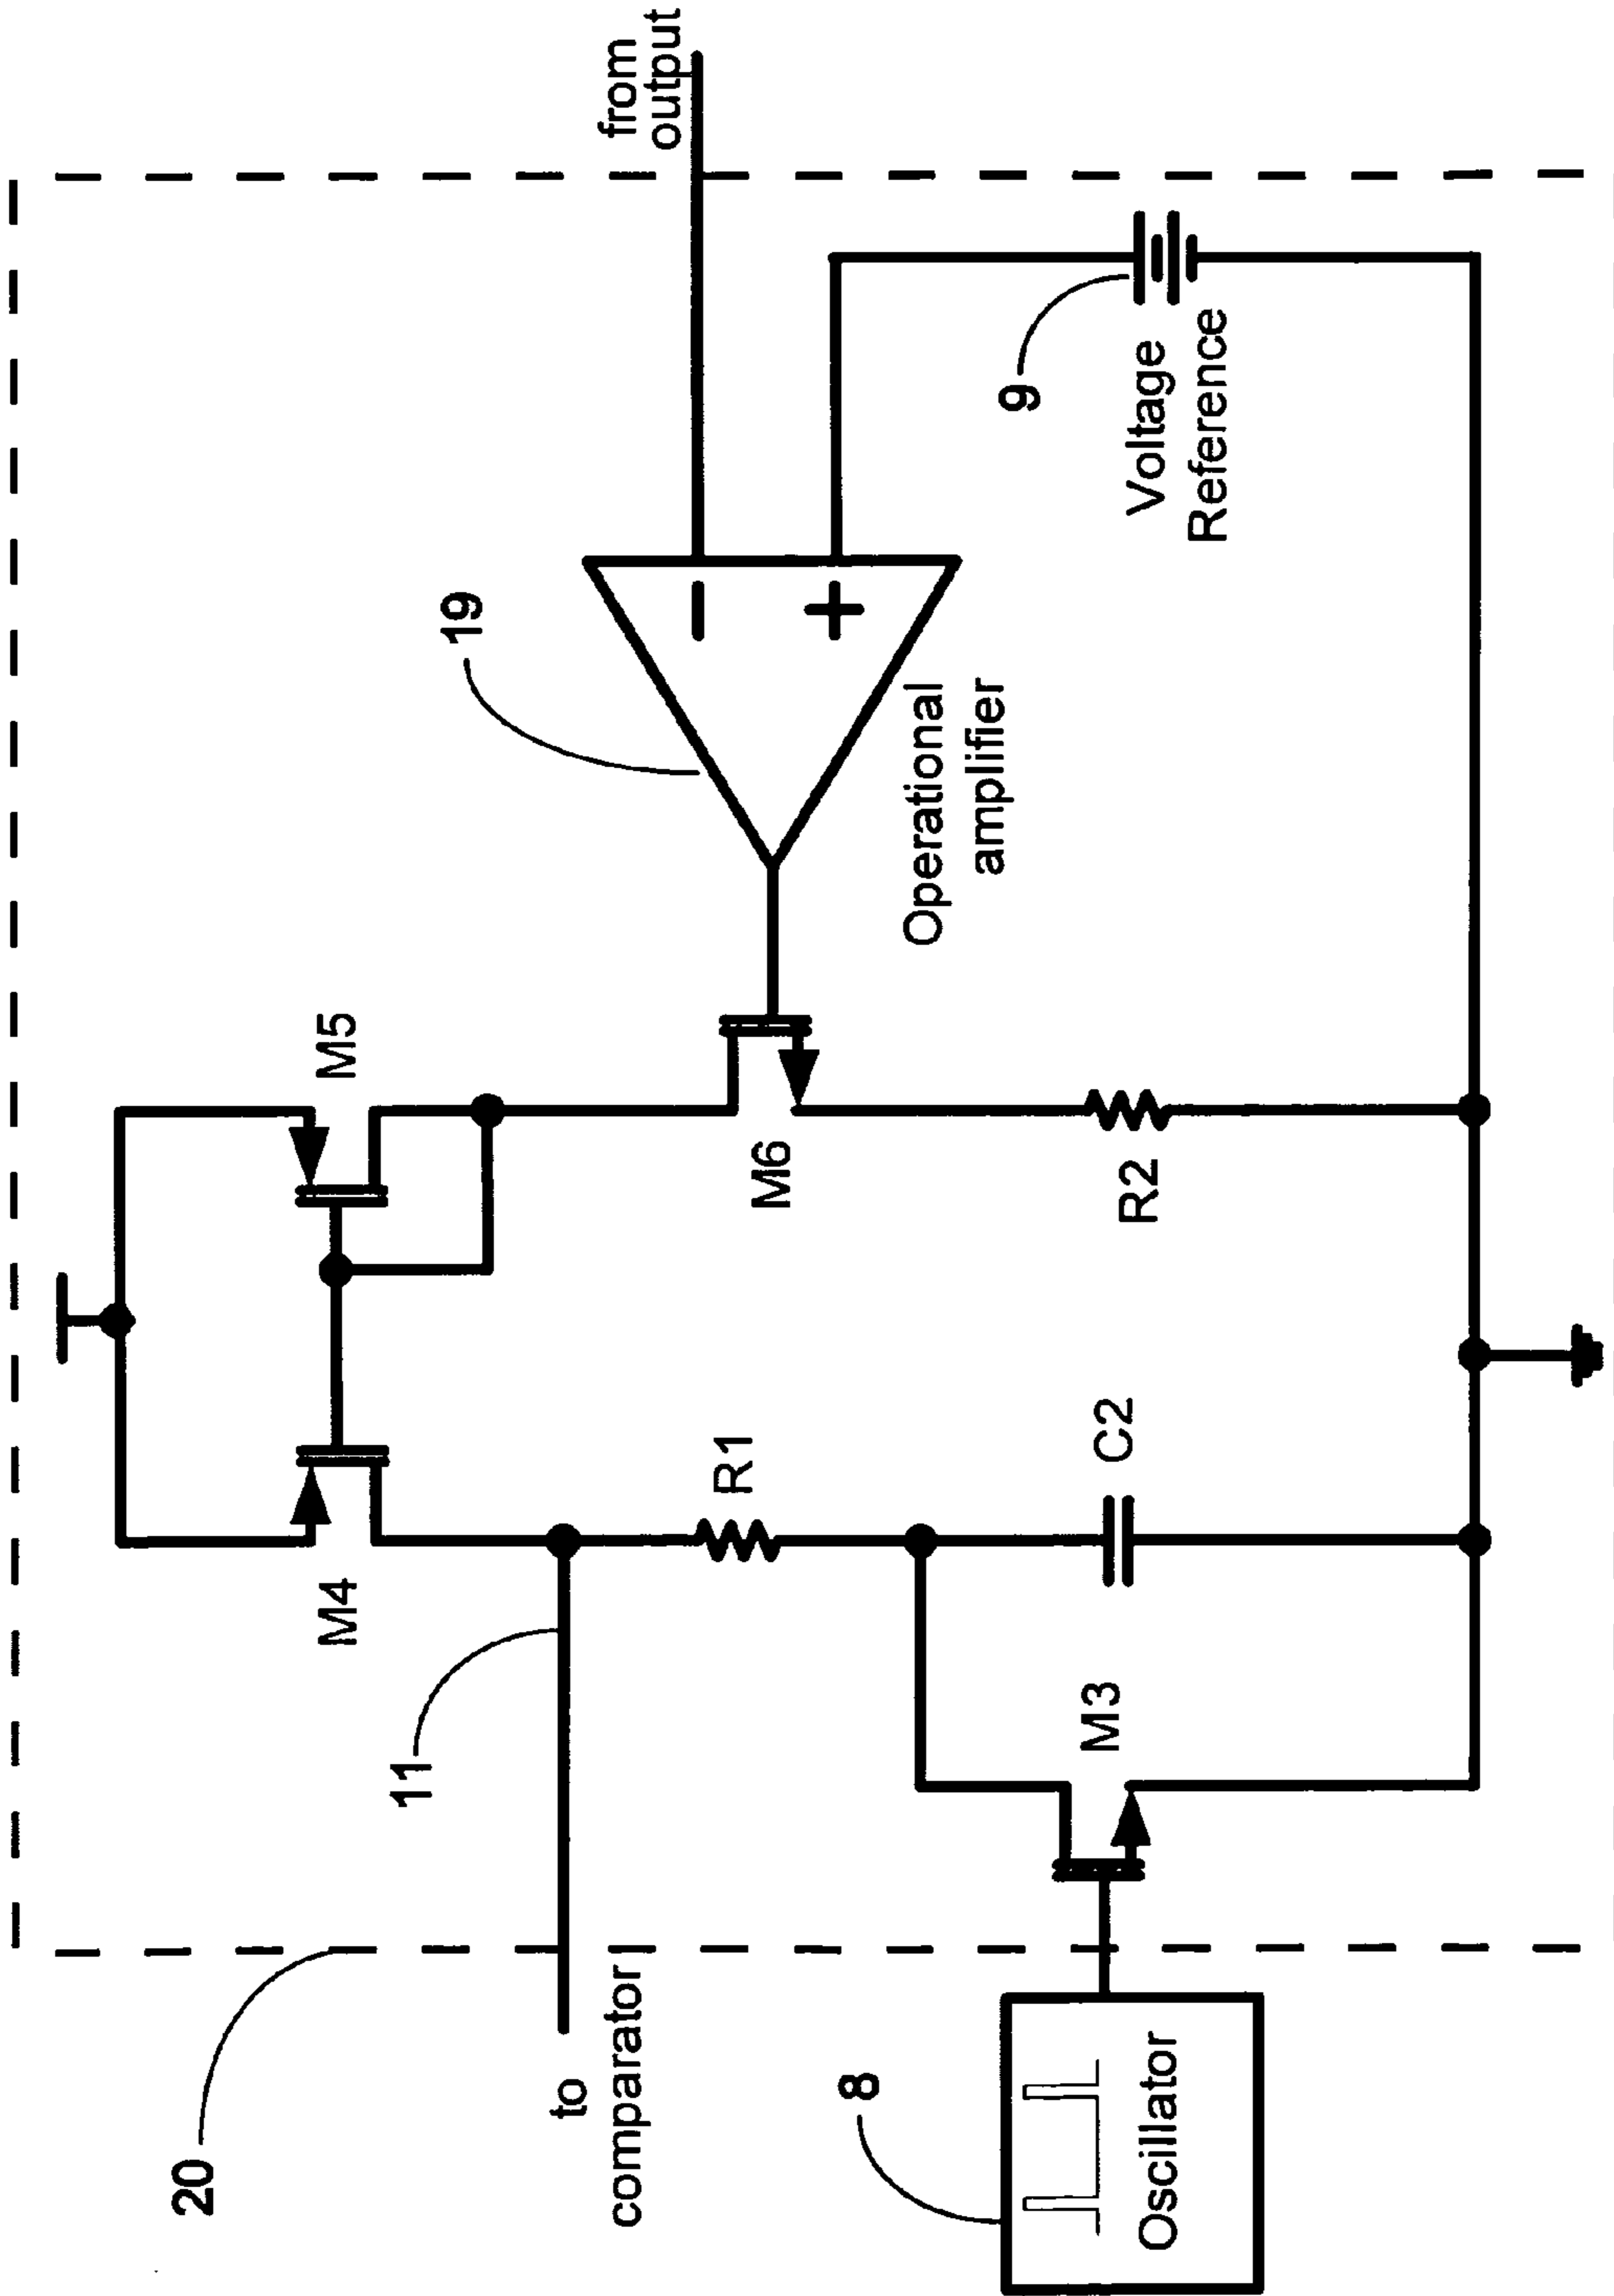 20
to
comparator
8
Oscillator
11
M4
M3
R1
C2
M5
M6
R2
19
Operational
amplifier
9
Voltage
Reference
from
output